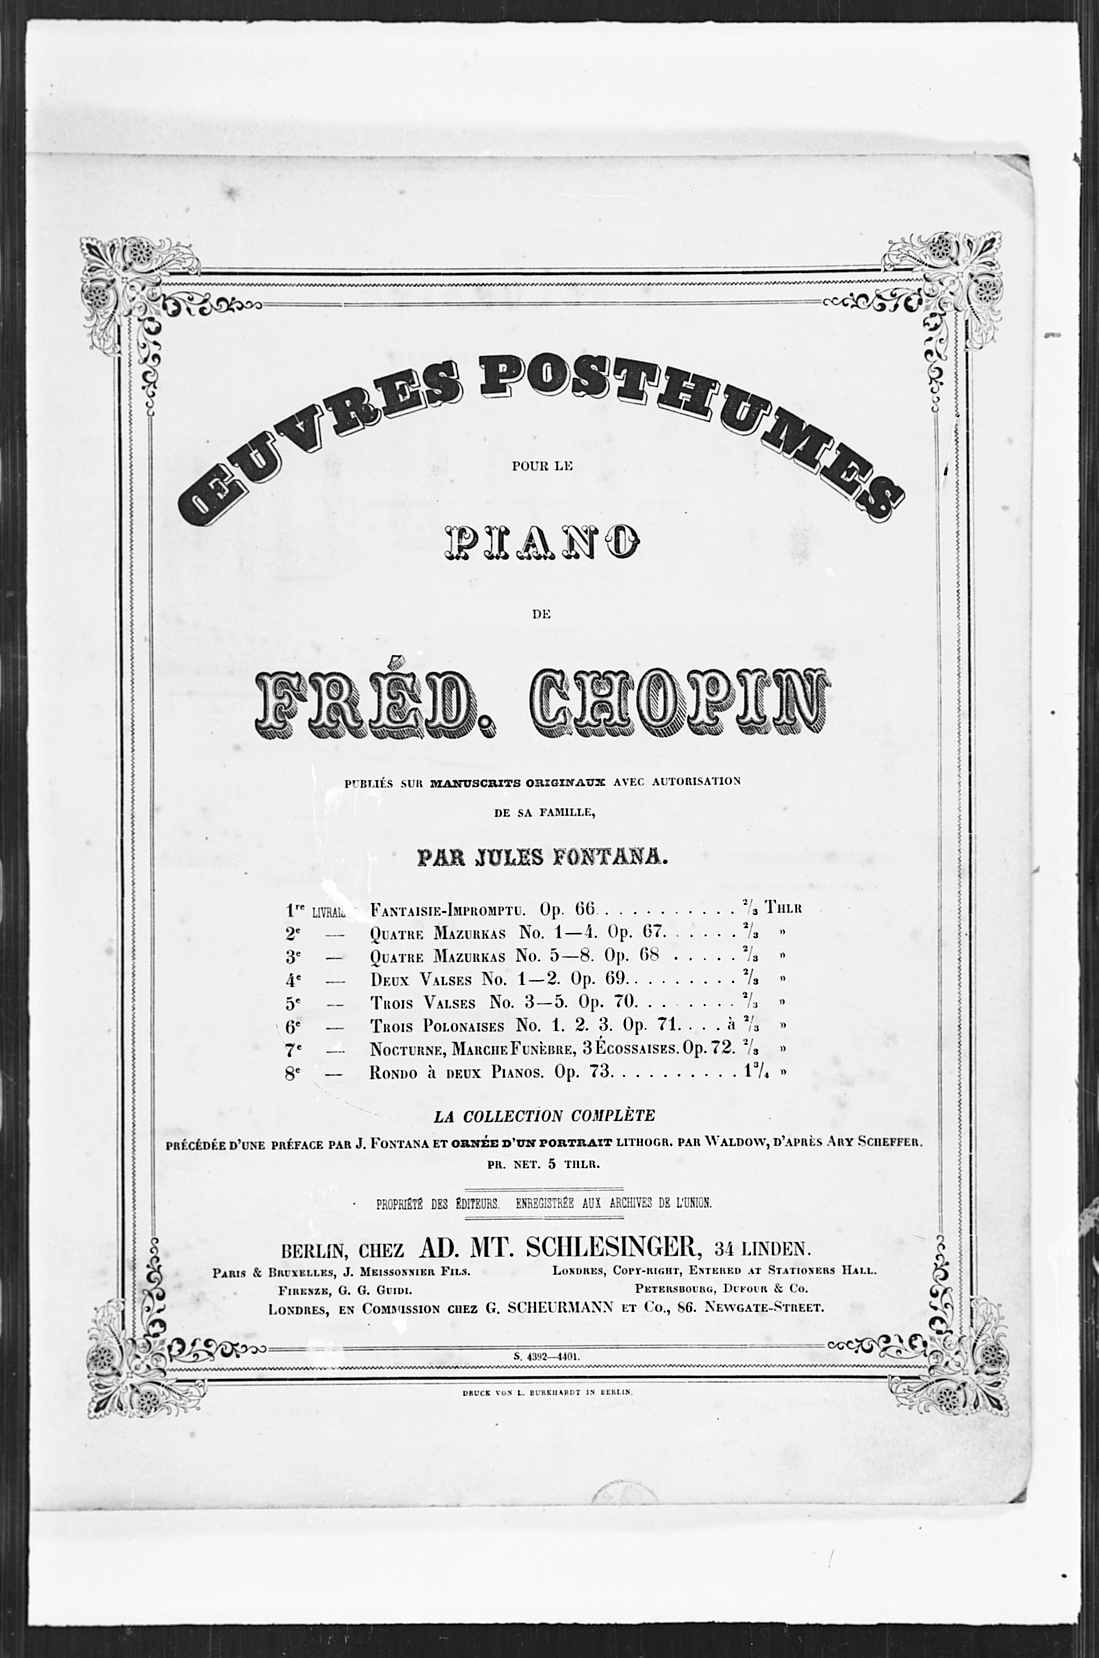 ŒUVRES POSTHUMES
POUR LE
PIANO
DE
FRÉD. CHOPIN
PUBLIÉS SUR MANUSCRITS ORIGINAUX AVEC AUTORISATION
DE SA FAMILLE,
PAR JULES FONTANA.
1re LIVRAIS Fantaisie-Impromptu. Op. 66. . . . . . . . . . . 2/3 Thlr
2e — Quatre Mazurkas No. 1—4. Op. 67. . . . . . 2/3 »
3e — Quatre Mazurkas No. 5—8. Op. 68 . . . . . 2/3 »
4e — Deux Valses No. 1—2. Op. 69. . . . . . . . . 2/3 »
5e — Trois Valses No. 3—5. Op. 70. . . . . . . . 2/3 »
6e — Trois Polonaises No. 1. 2. 3. Op. 71. . . . à 2/3 »
7e — Nocturne, Marche Funèbre, 3 Écossaises. Op. 72. 2/3 »
8e — Rondo à deux Pianos. Op. 73. . . . . . . . . . 1 3/4 »
LA COLLECTION COMPLÈTE
PRÉCÉDÉE D'UNE PRÉFACE PAR J. FONTANA ET ORNÉE D'UN PORTRAIT LITHOGR. PAR WALDOW, D'APRÈS ARY SCHEFFER.
PR. NET. 5 THLR.
PROPRIÉTÉ DES ÉDITEURS. ENREGISTRÉE AUX ARCHIVES DE L'UNION.
BERLIN, CHEZ AD. MT. SCHLESINGER, 34 LINDEN.
Paris & Bruxelles, J. Meissonnier Fils. Londres, Copy-right, Entered at Stationers Hall.
Firenze, G. G. Guidi. Petersbourg, Dufour & Co.
Londres, en Commission chez G. SCHEURMANN et Co., 86. Newgate-Street.
S. 4392—4401.
DRUCK VON L. BURKHARDT IN BERLIN.